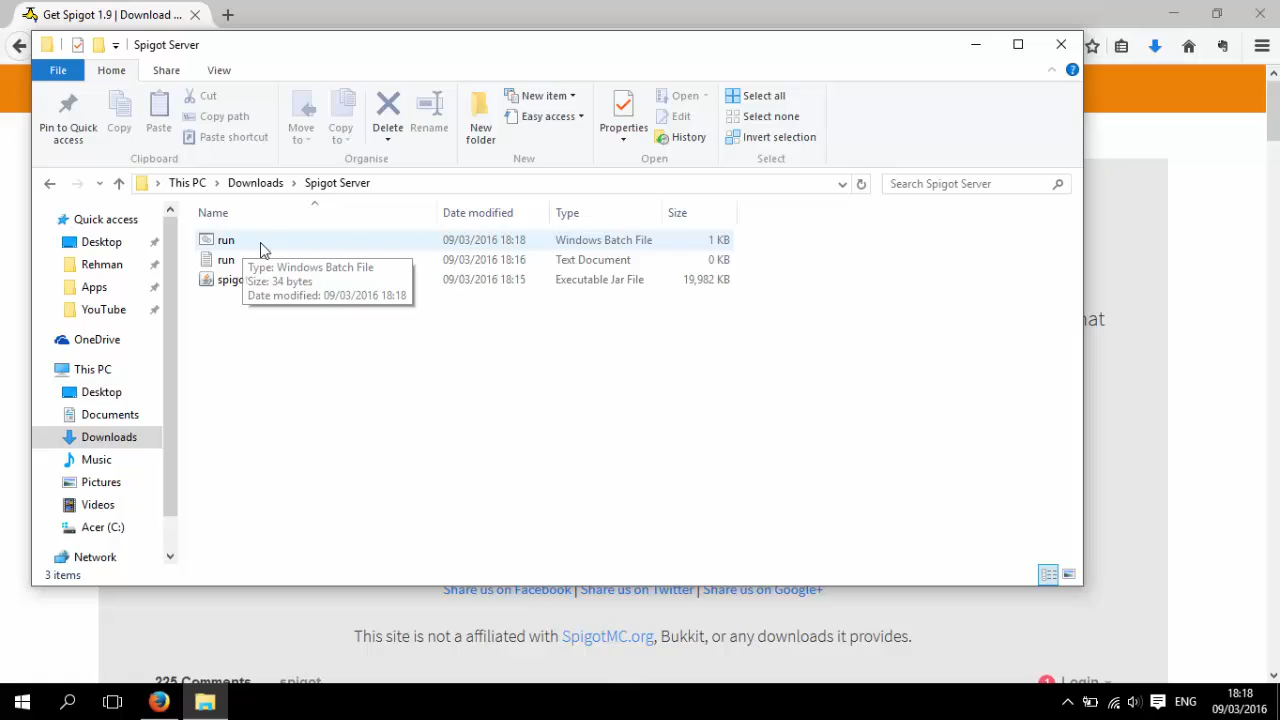 Get Spigot 1.9 | Download ...
Spigot Server
File
Home
Share
View
Pin to Quick access
Copy
Paste
Cut
Copy path
Paste shortcut
Clipboard
Move to
Copy to
Delete
Rename
Organise
New folder
New item
Easy access
New
Properties
Open
Edit
History
Open
Select all
Select none
Invert selection
Select
This PC
Downloads
Spigot Server
Search Spigot Server
Name
Date modified
Type
Size
run
09/03/2016 18:18
Windows Batch File
1 KB
run
09/03/2016 18:16
Text Document
0 KB
09/03/2016 18:15
Executable Jar File
19,982 KB
Type: Windows Batch File
Size: 34 bytes
Date modified: 09/03/2016 18:18
Quick access
Desktop
Rehman
Apps
YouTube
OneDrive
This PC
Desktop
Documents
Downloads
Music
Pictures
Videos
Acer (C:)
Network
3 items
Share us on Facebook | Share us on Twitter | Share us on Google+
This site is not a affiliated with SpigotMC.org, Bukkit, or any downloads it provides.
225 Comments
spigot
1
Login
ENG
18:18
09/03/2016